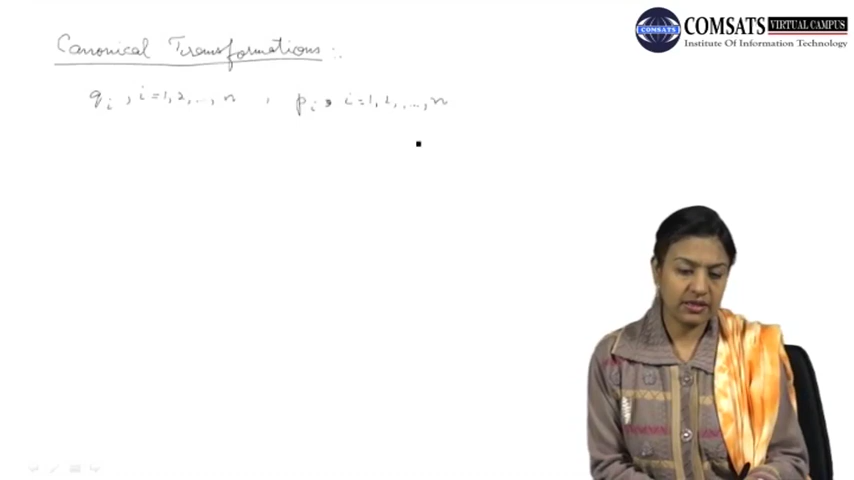 COMSATS VIRTUAL CAMPUS
COMSATS
Institute Of Information Technology
Canonical Transformations :-
qi , i=1, 2, ..., n , pi , i=1, 2, ..., n